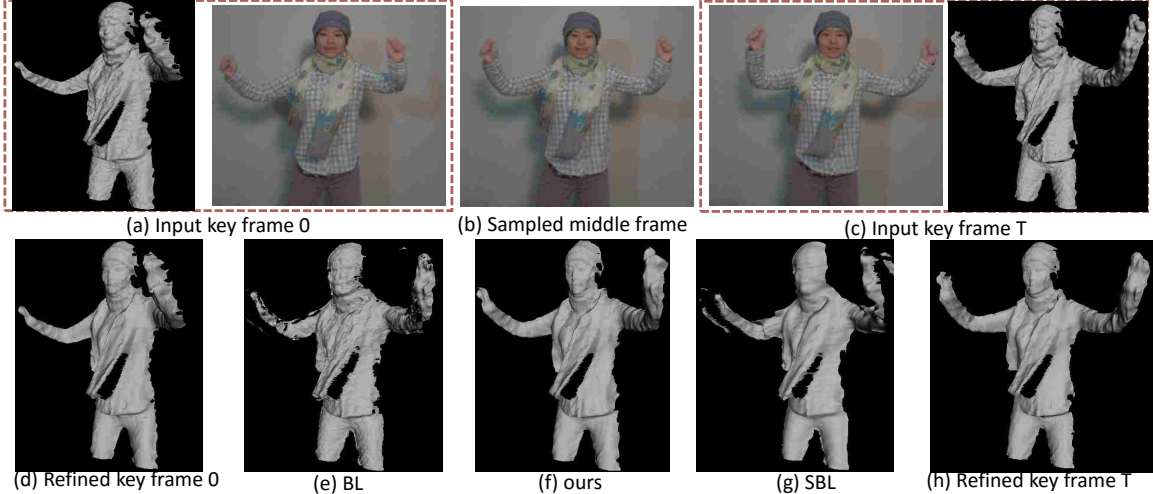 (a) Input key frame 0
(b) Sampled middle frame
(c) Input key frame T
(d) Refined key frame 0
(e) BL
(f) ours
(g) SBL
(h) Refined key frame T